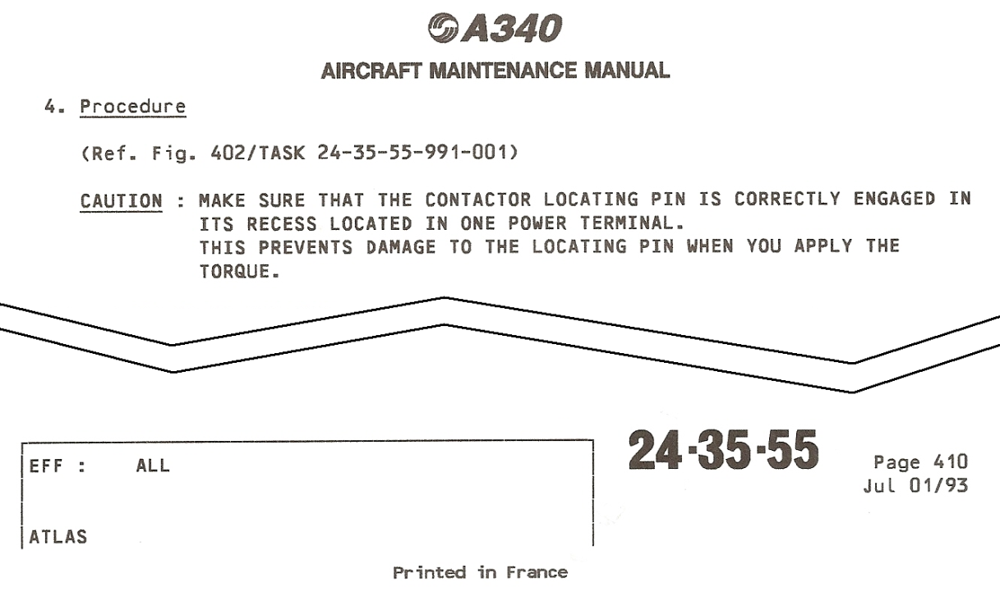 A340
AIRCRAFT MAINTENANCE MANUAL
4. Procedure
(Ref. Fig. 402/TASK 24-35-55-991-001)
CAUTION : MAKE SURE THAT THE CONTACTOR LOCATING PIN IS CORRECTLY ENGAGED IN
ITS RECESS LOCATED IN ONE POWER TERMINAL.
THIS PREVENTS DAMAGE TO THE LOCATING PIN WHEN YOU APPLY THE
TORQUE.
EFF : ALL
24-35-55
Page 410
Jul 01/93
ATLAS
Printed in France